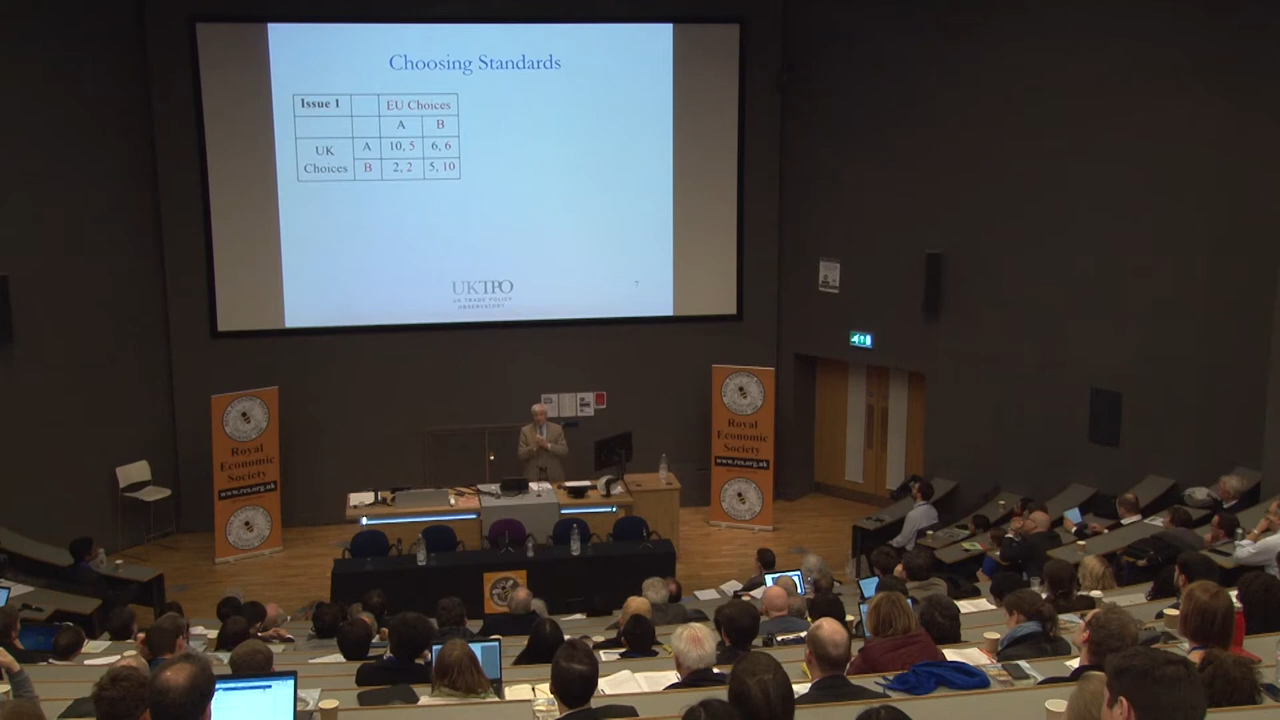 Choosing Standards
Issue 1 EU Choices
A B
UK Choices A 10, 5 6, 6
B 2, 2 5, 10
UKTPO
UK TRADE POLICY
OBSERVATORY
7
Royal
Economic
Society
www.res.org.uk
Royal
Economic
Society
www.res.org.uk